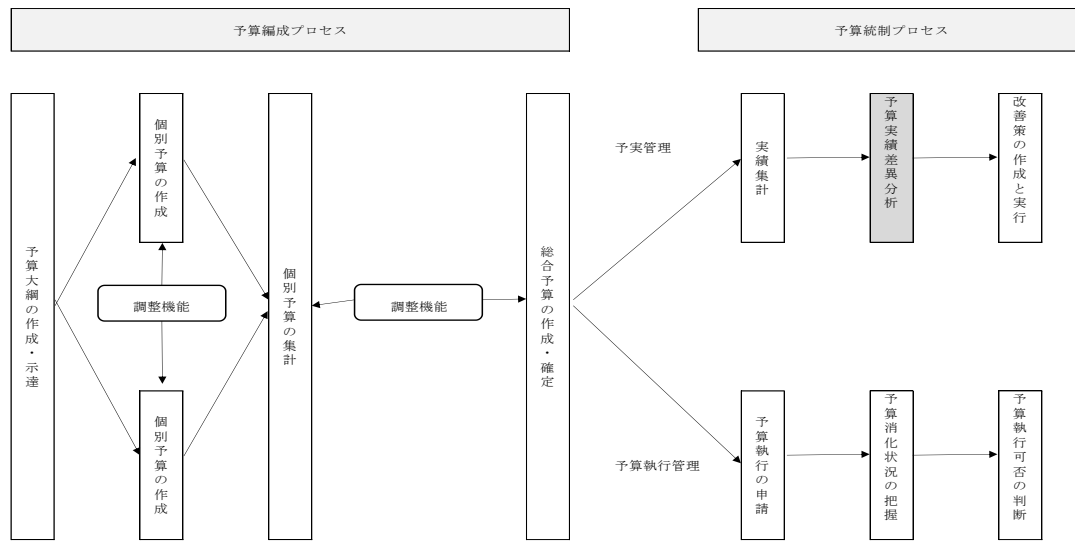 予算編成プロセス
予算統制プロセス
予算大綱の作成・示達
個別予算の作成
調整機能
個別予算の作成
個別予算の集計
調整機能
総合予算の作成・確定
予実管理
実績集計
予算実績差異分析
改善策の作成と実行
予算執行管理
予算執行の申請
予算消化状況の把握
予算執行可否の判断